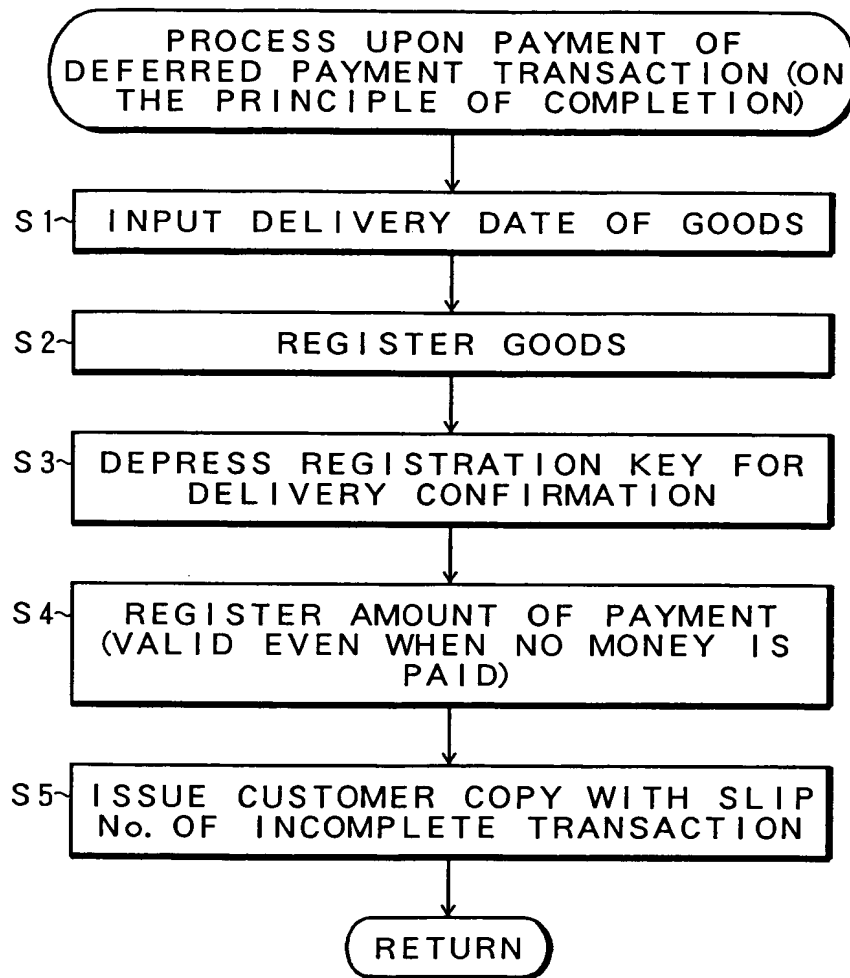 PROCESS UPON PAYMENT OF
DEFERRED PAYMENT TRANSACTION (ON
THE PRINCIPLE OF COMPLETION)
S1 INPUT DELIVERY DATE OF GOODS
S2 REGISTER GOODS
S3 DEPRESS REGISTRATION KEY FOR
DELIVERY CONFIRMATION
S4 REGISTER AMOUNT OF PAYMENT
(VALID EVEN WHEN NO MONEY IS
PAID)
S5 ISSUE CUSTOMER COPY WITH SLIP
No. OF INCOMPLETE TRANSACTION
RETURN